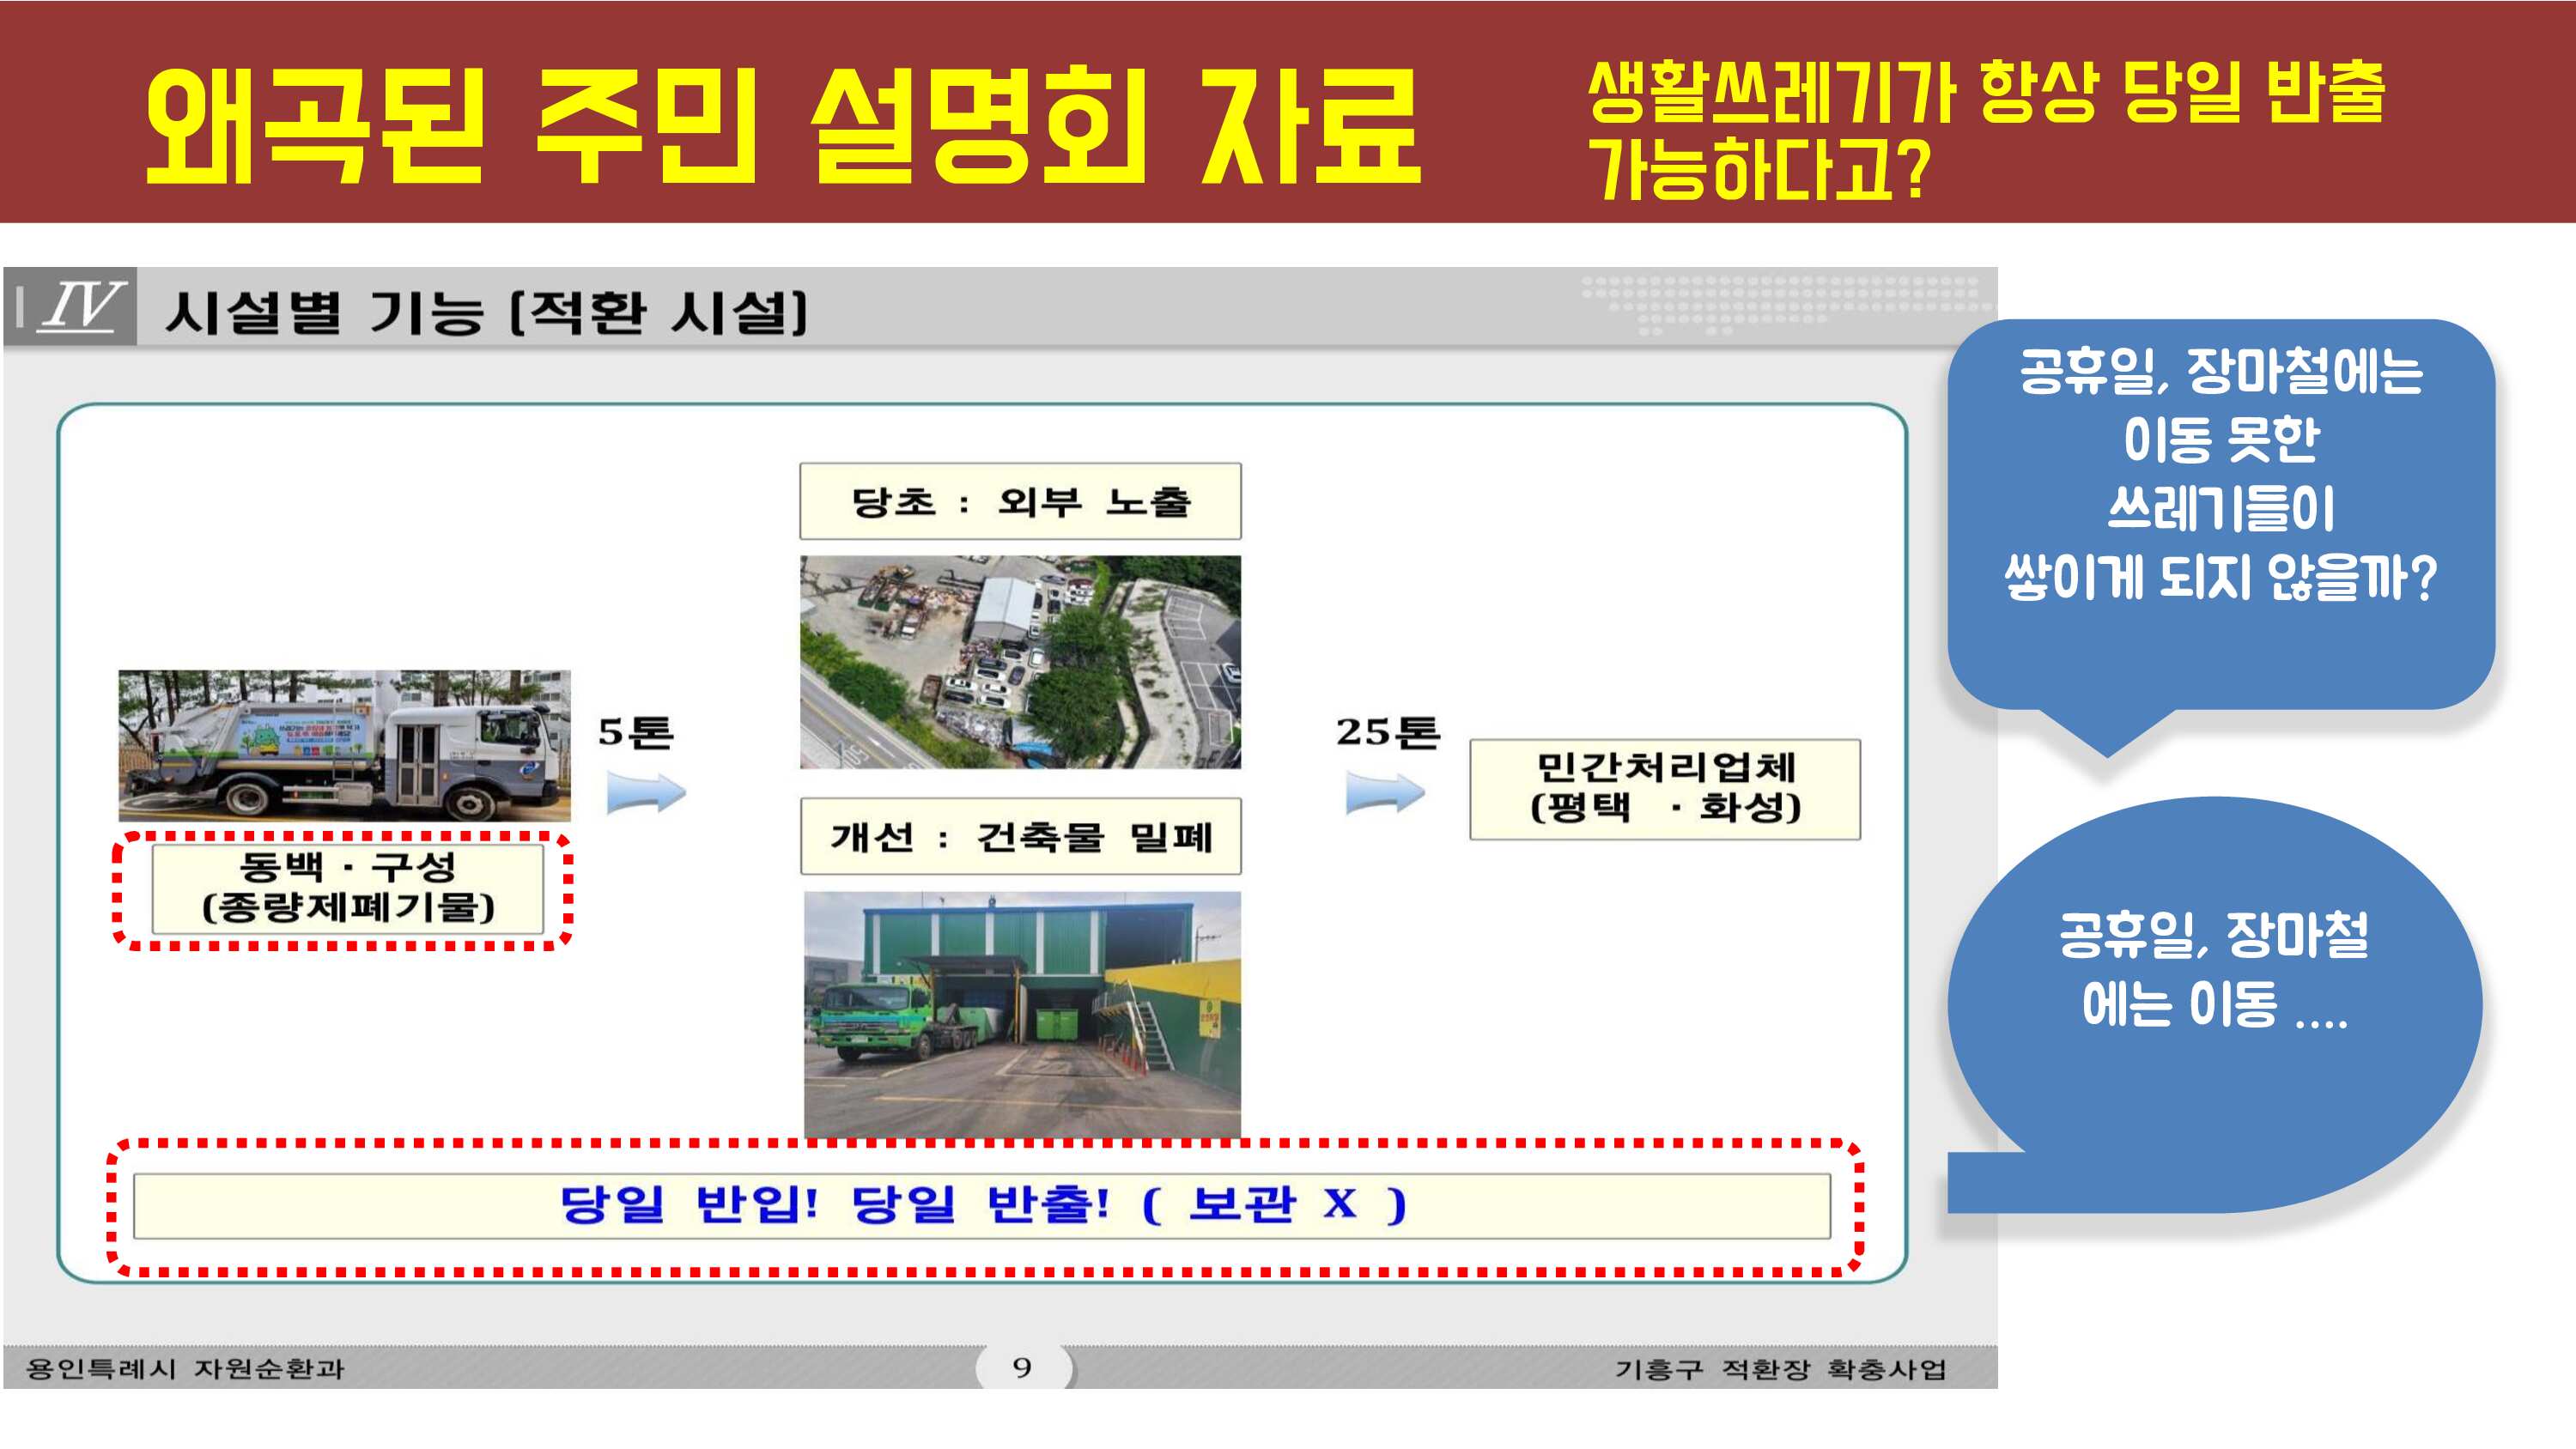 왜곡된 주민 설명회 자료
생활쓰레기가 항상 당일 반출
가능하다고?
IV 시설별 기능 [적환 시설]
공휴일, 장마철에는
이동 못한
쓰레기들이
쌓이게 되지 않을까?
당초 : 외부 노출
5톤
25톤
민간처리업체
(평택 · 화성)
개선 : 건축물 밀폐
동백 · 구성
(종량제폐기물)
공휴일, 장마철
에는 이동 ....
당일 반입! 당일 반출! ( 보관 X )
용인특례시 자원순환과
9
기흥구 적환장 확충사업